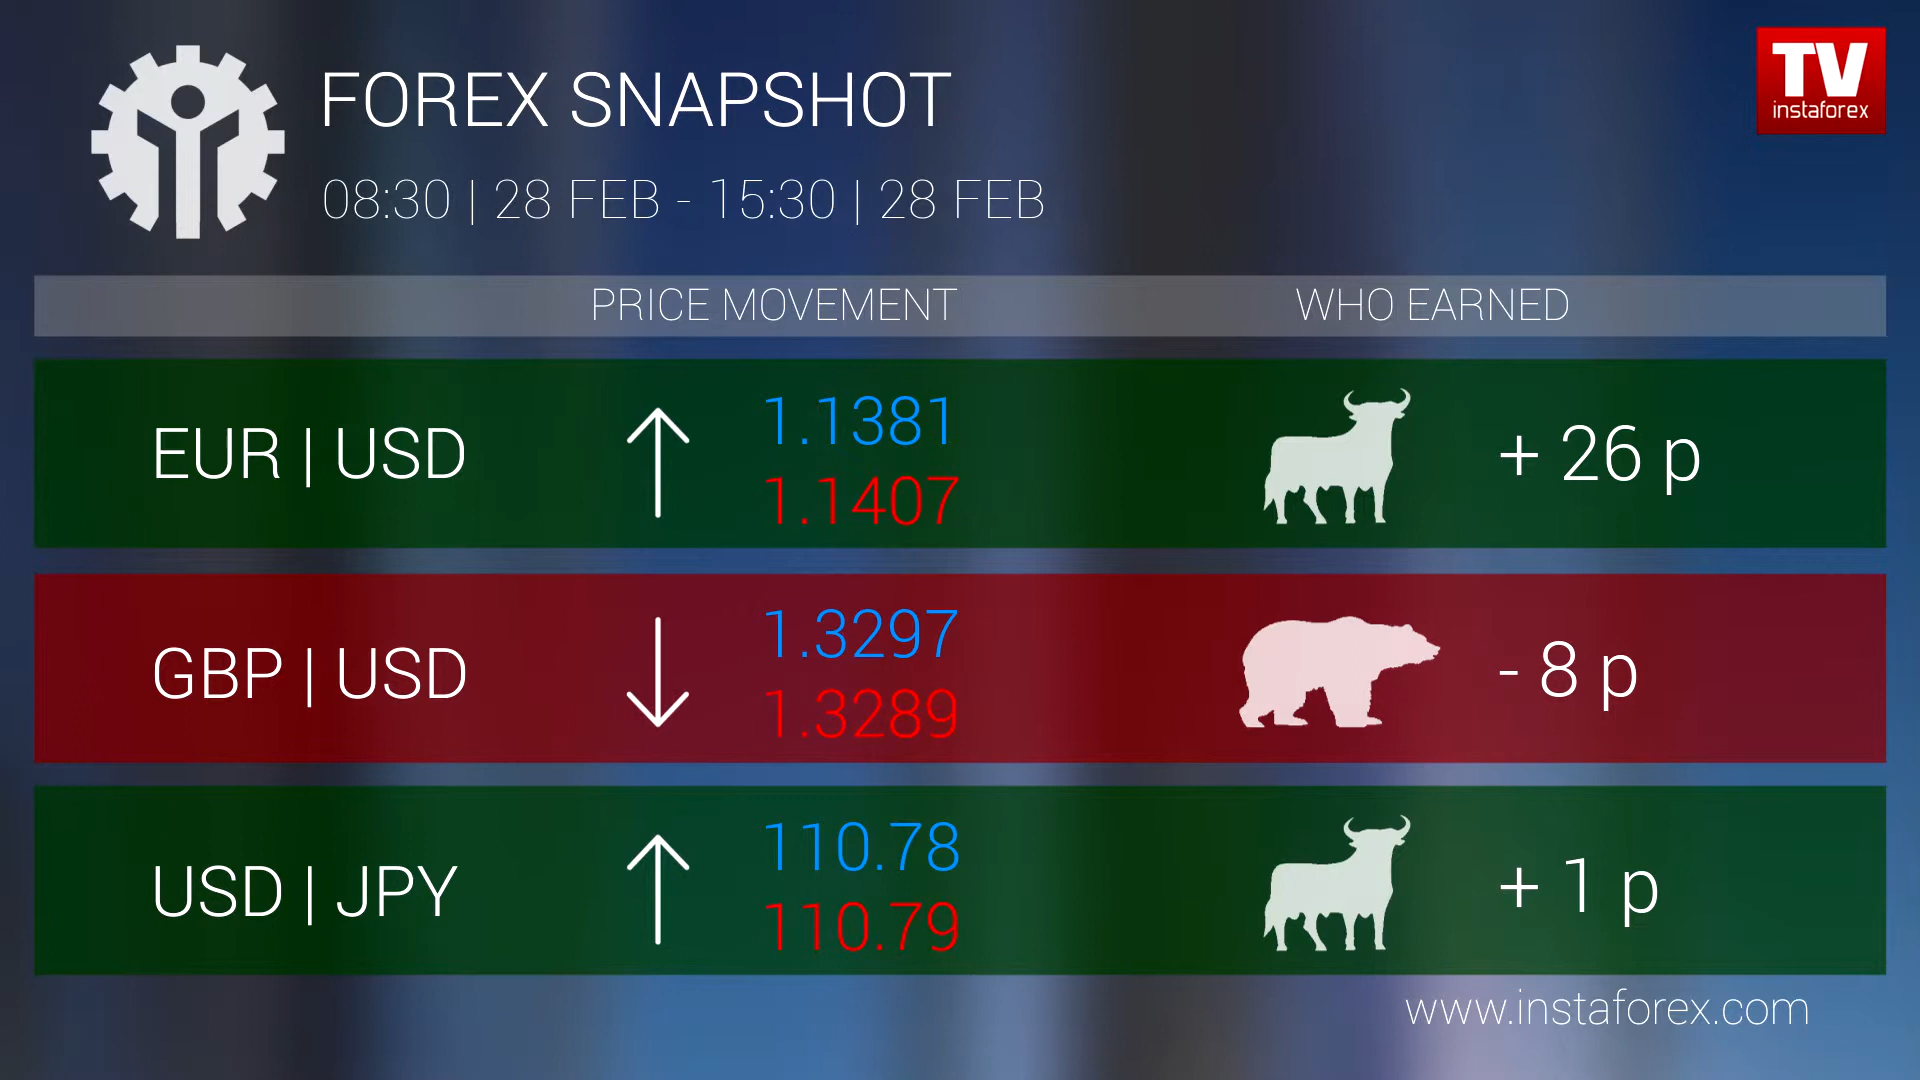 FOREX SNAPSHOT
TV
instaforex
08:30 | 28 FEB - 15:30 | 28 FEB
PRICE MOVEMENT WHO EARNED
EUR | USD 1.1381 + 26 p
1.1407
GBP | USD 1.3297 - 8 p
1.3289
USD | JPY 110.78 + 1 p
110.79
www.instaforex.com